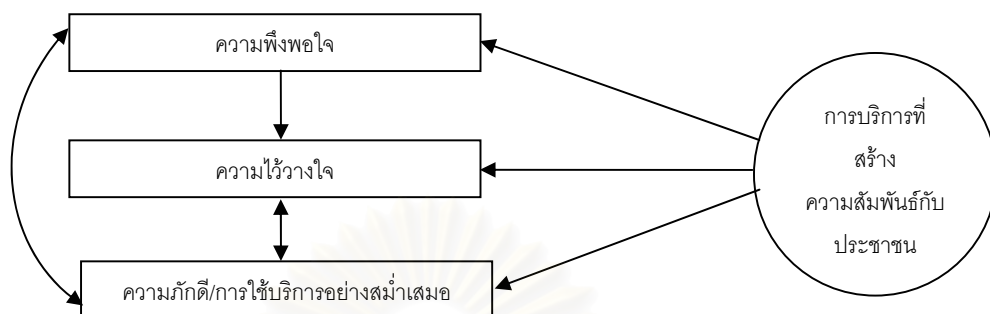 ความพึงพอใจ
ความไว้วางใจ
ความภักดี/การใช้บริการอย่างสม่ำเสมอ
การบริการที่
สร้าง
ความสัมพันธ์กับ
ประชาชน